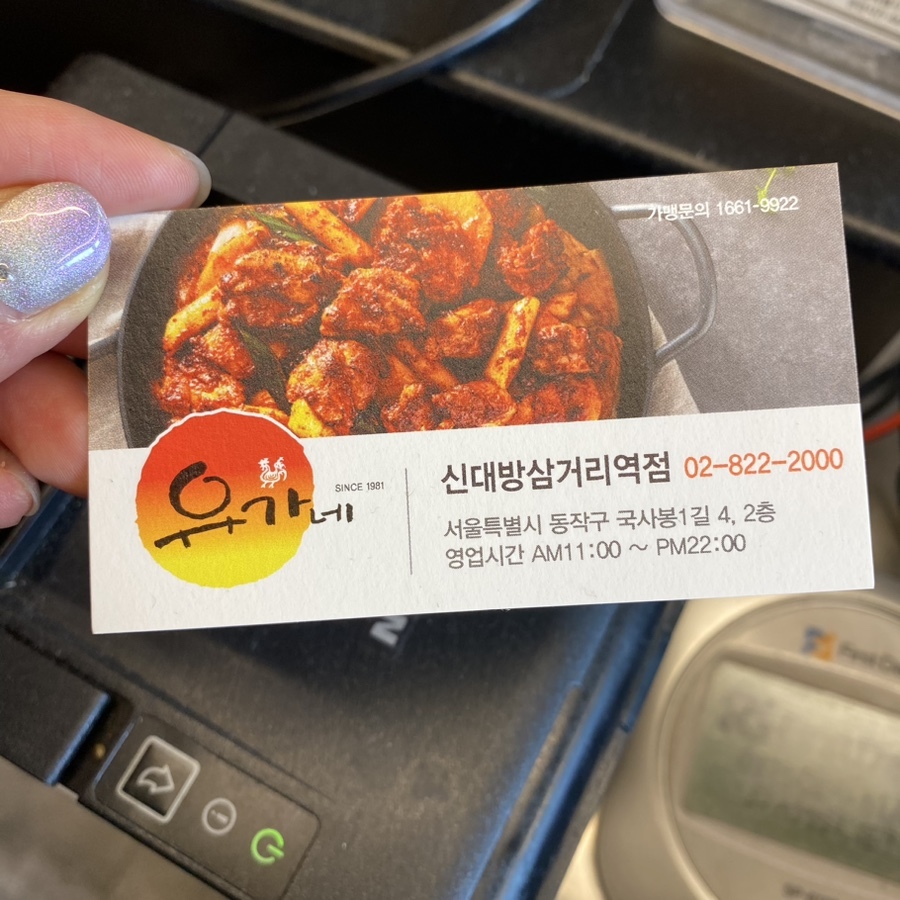 가맹문의 1661-9922
유가네
SINCE 1981
신대방삼거리역점 02-822-2000
서울특별시 동작구 국사봉1길 4, 2층
영업시간 AM11:00 ~ PM22:00